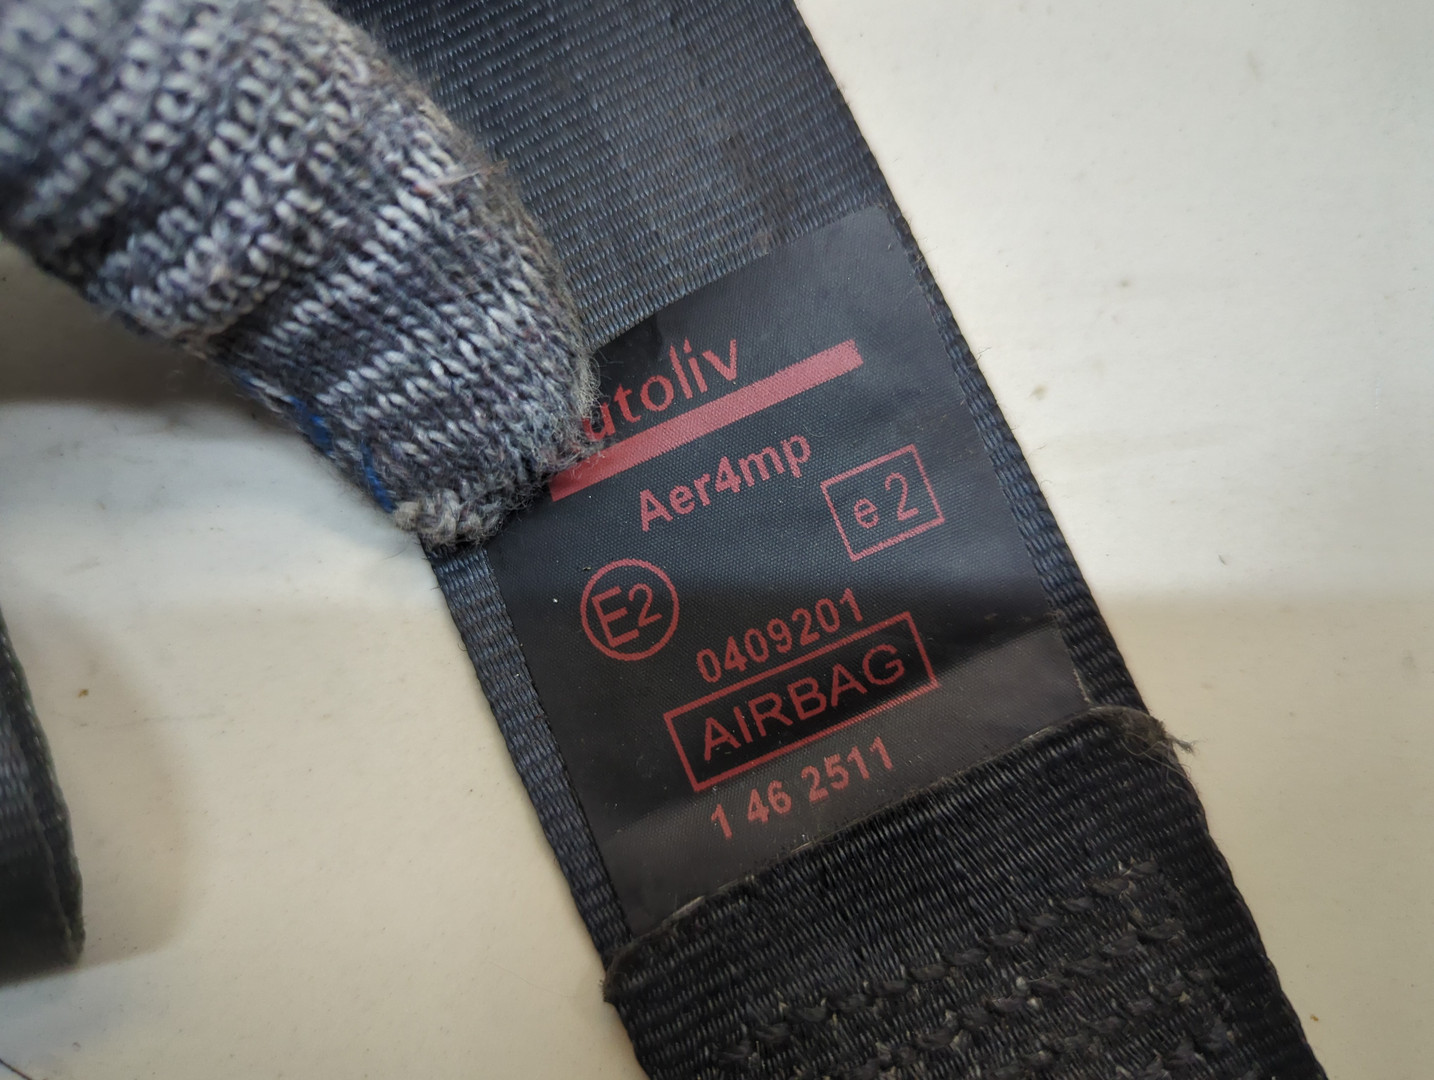 utoliv
Aer4mp
e 2
E2
0409201
AIRBAG
1 46 2511